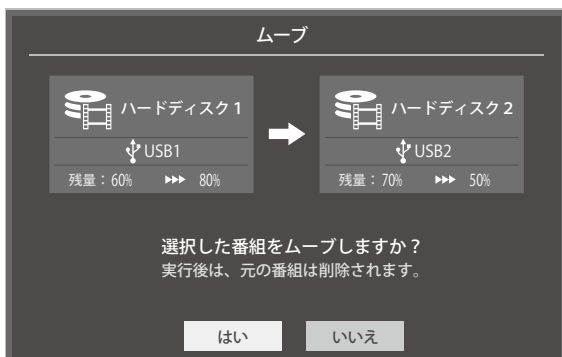 ムーブ
ハードディスク1
USB1
残量：60% ▸▸▸ 80%
ハードディスク2
USB2
残量：70% ▸▸▸ 50%
選択した番組をムーブしますか？
実行後は、元の番組は削除されます。
はい
いいえ